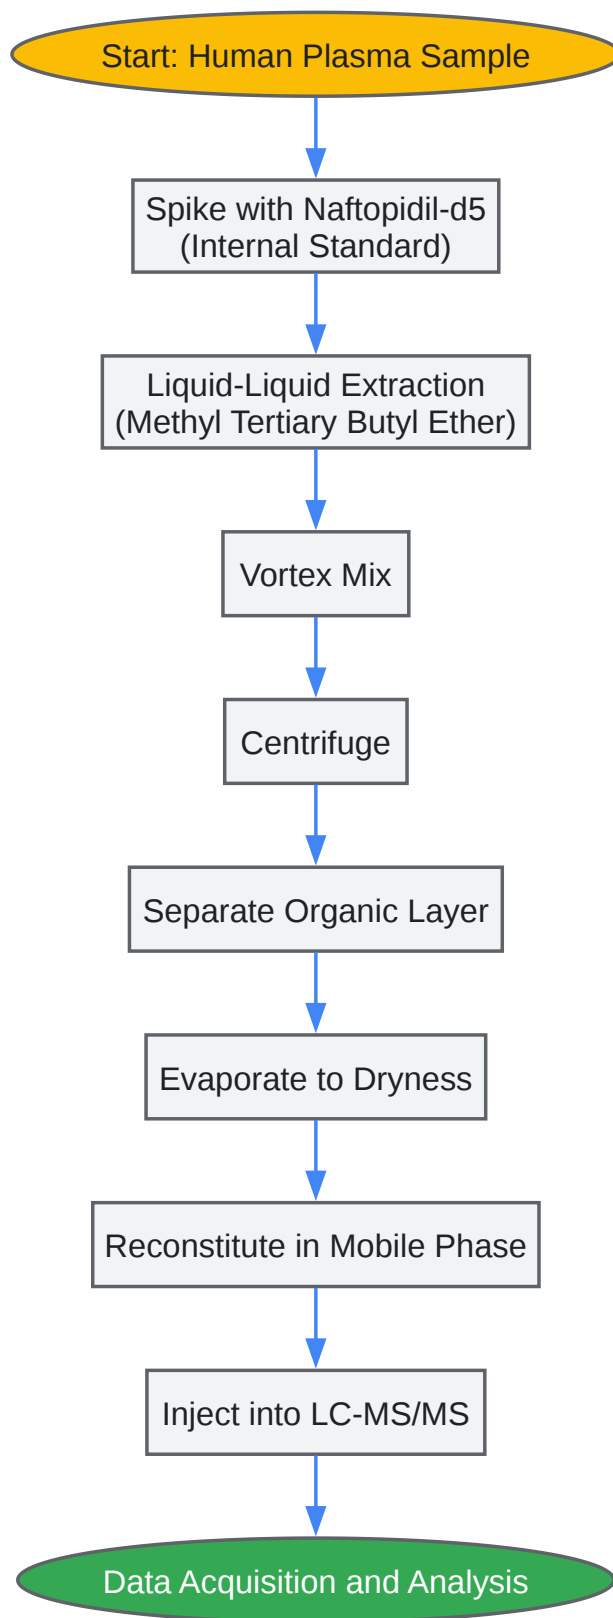 Start: Human Plasma Sample
Spike with Naftopidil-d5
(Internal Standard)
Liquid-Liquid Extraction
(Methyl Tertiary Butyl Ether)
Vortex Mix
Centrifuge
Separate Organic Layer
Evaporate to Dryness
Reconstitute in Mobile Phase
Inject into LC-MS/MS
Data Acquisition and Analysis